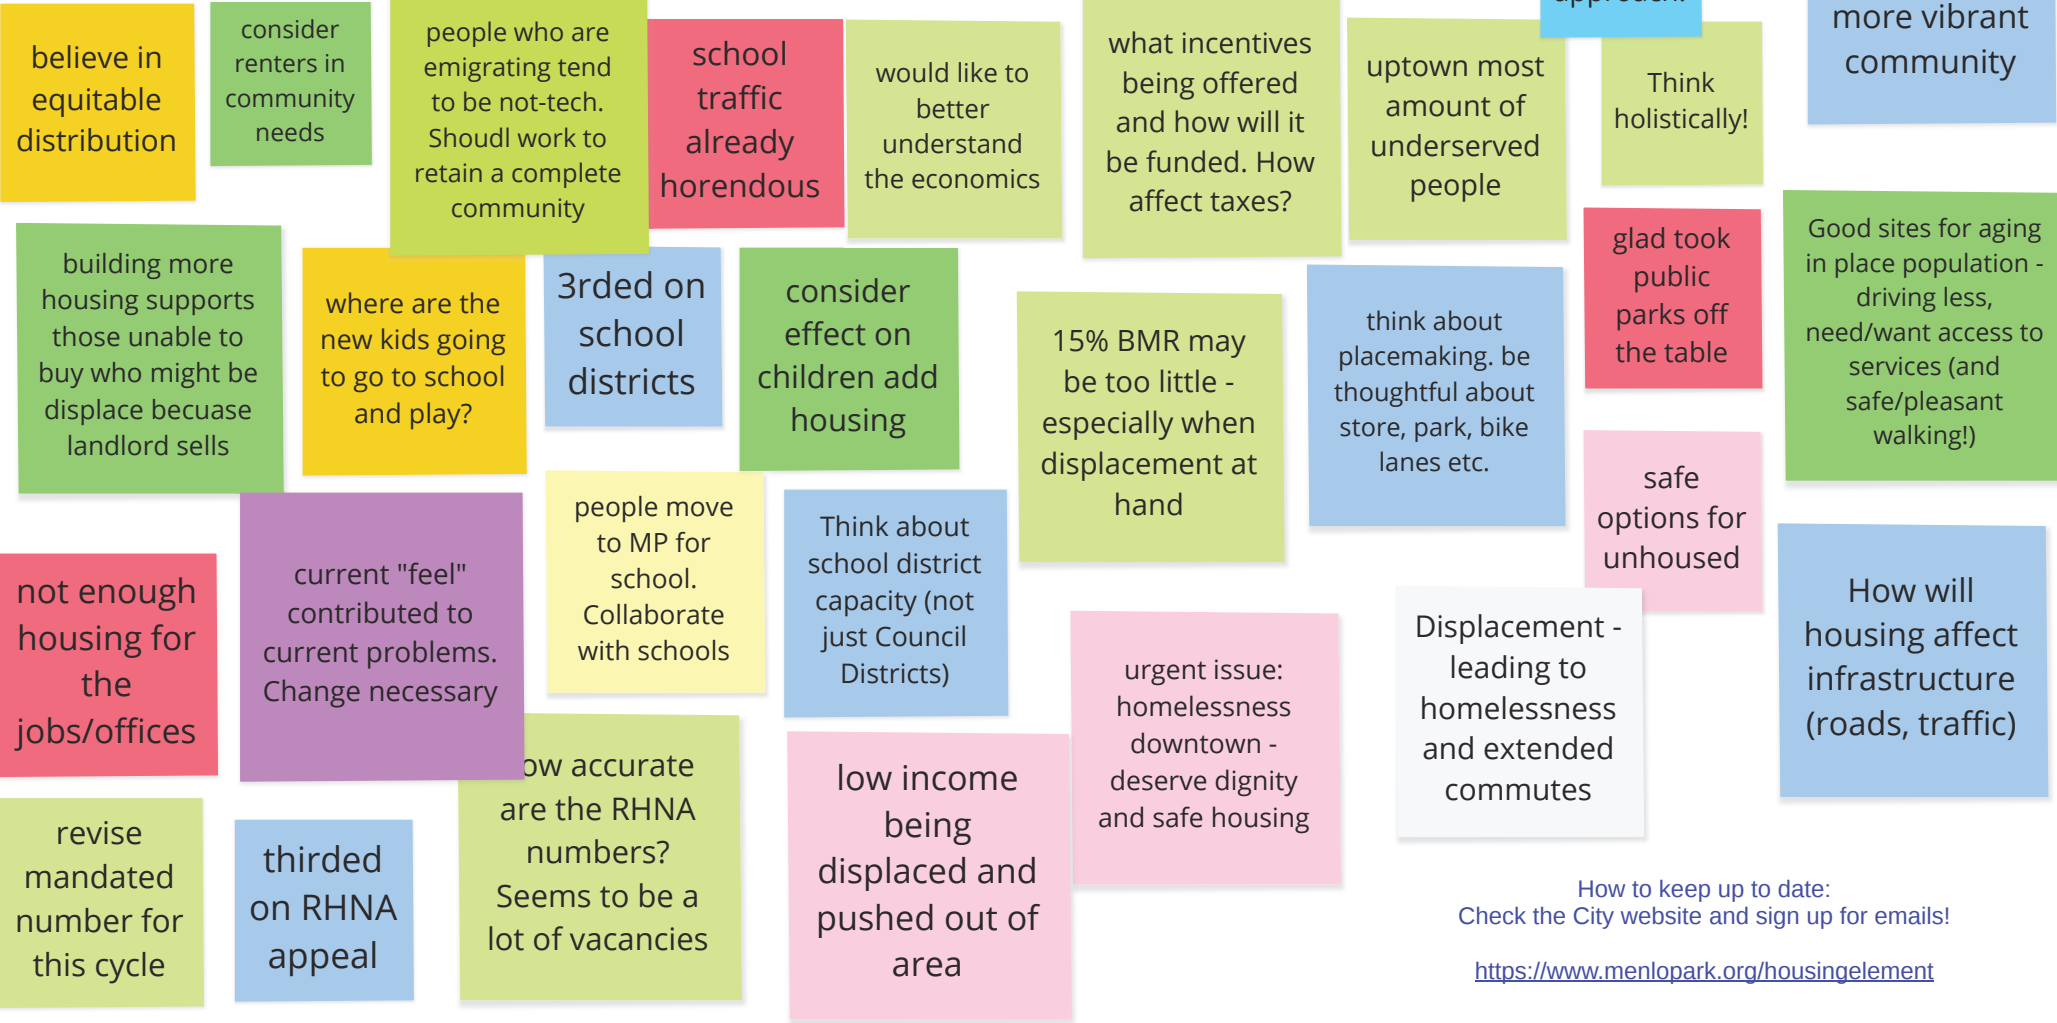 believe in
equitable
distribution
consider
renters in
community
needs
people who are
emigrating tend
to be not-tech.
Shoudl work to
retain a complete
community
school
traffic
already
horendous
would like to
better
understand
the economics
what incentives
being offered
and how will it
be funded. How
affect taxes?
uptown most
amount of
underserved
people
Think
holistically!
more vibrant
community
building more
housing supports
those unable to
buy who might be
displace becuase
landlord sells
where are the
new kids going
to go to school
and play?
3rded on
school
districts
consider
effect on
children add
housing
15% BMR may
be too little -
especially when
displacement at
hand
think about
placemaking. be
thoughtful about
store, park, bike
lanes etc.
glad took
public
parks off
the table
Good sites for aging
in place population -
driving less,
need/want access to
services (and
safe/pleasant
walking!)
safe
options for
unhoused
not enough
housing for
the
jobs/offices
current "feel"
contributed to
current problems.
Change necessary
people move
to MP for
school.
Collaborate
with schools
Think about
school district
capacity (not
just Council
Districts)
urgent issue:
homelessness
downtown -
deserve dignity
and safe housing
Displacement -
leading to
homelessness
and extended
commutes
How will
housing affect
infrastructure
(roads, traffic)
revise
mandated
number for
this cycle
thirded
on RHNA
appeal
ow accurate
are the RHNA
numbers?
Seems to be a
lot of vacancies
low income
being
displaced and
pushed out of
area
How to keep up to date:
Check the City website and sign up for emails!
https://www.menlopark.org/housingelement